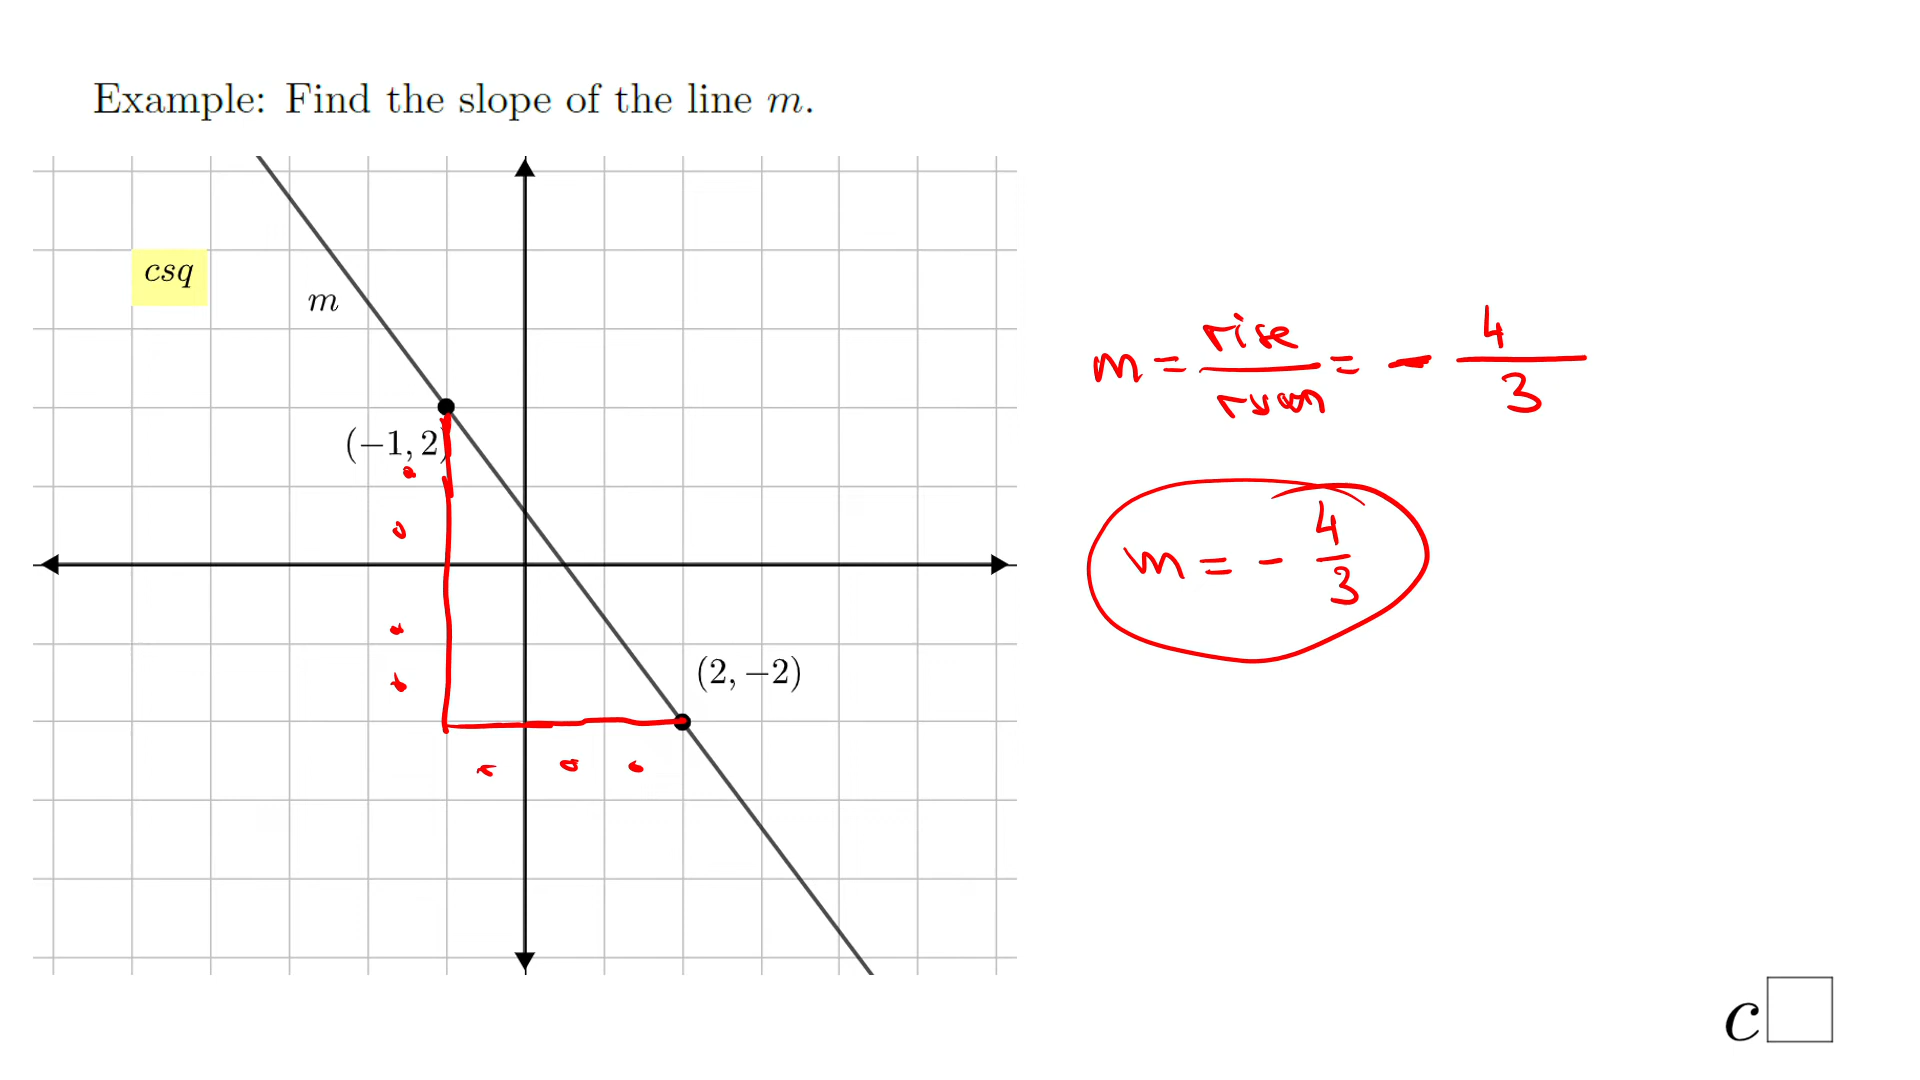 Example: Find the slope of the line m.
csq
m
(−1, 2)
(2, −2)
m = rise / run = - 4 / 3
m = - 4 / 3
c